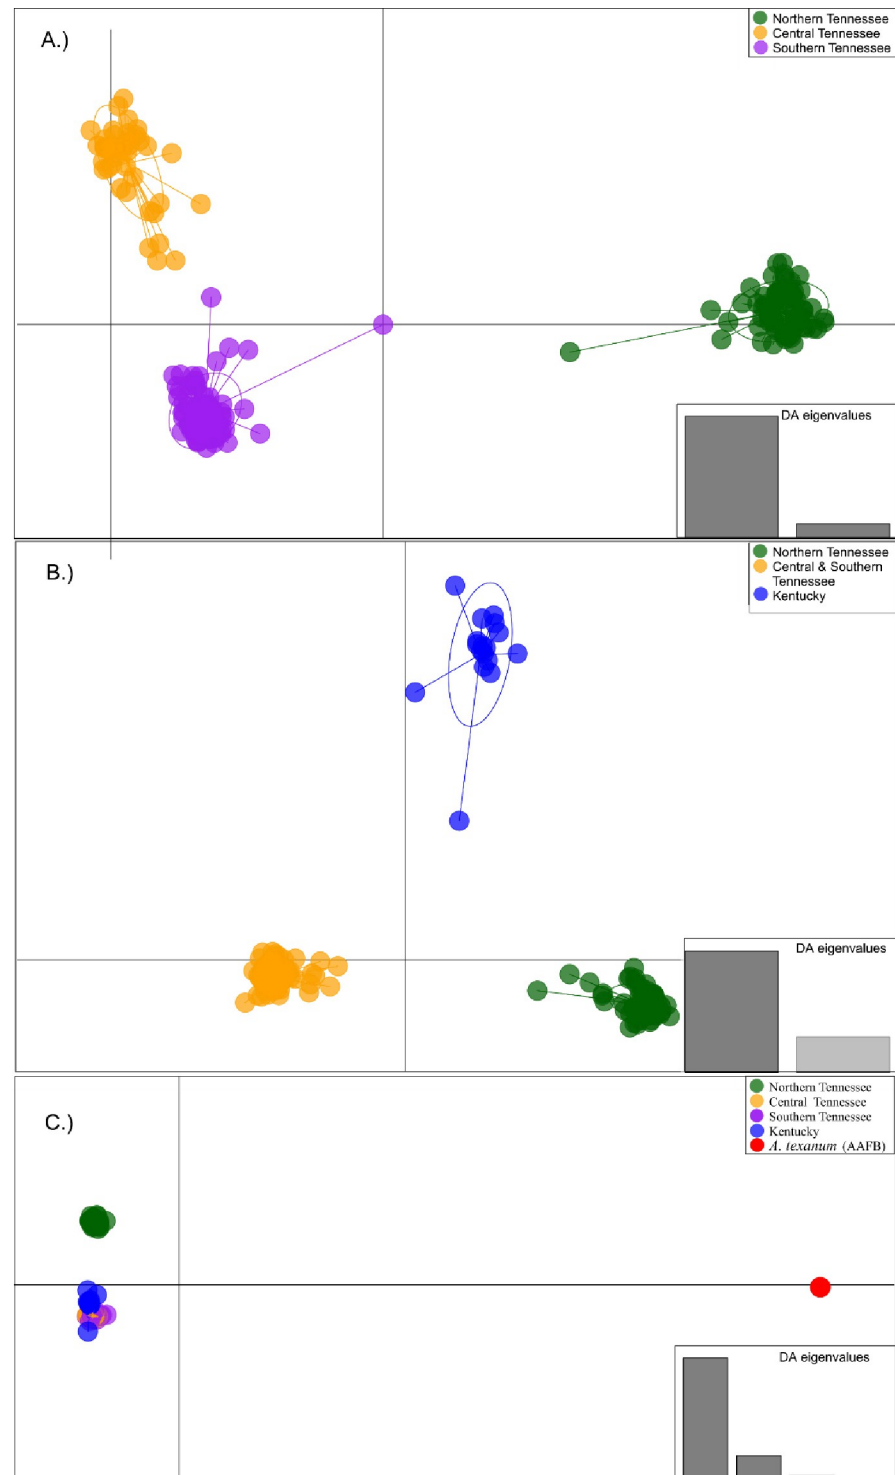 A.)
Northern Tennessee
Central Tennessee
Southern Tennessee
DA eigenvalues
B.)
Northern Tennessee
Central & Southern
Tennessee
Kentucky
DA eigenvalues
C.)
Northern Tennessee
Central Tennessee
Southern Tennessee
Kentucky
A. texanum (AAFB)
DA eigenvalues